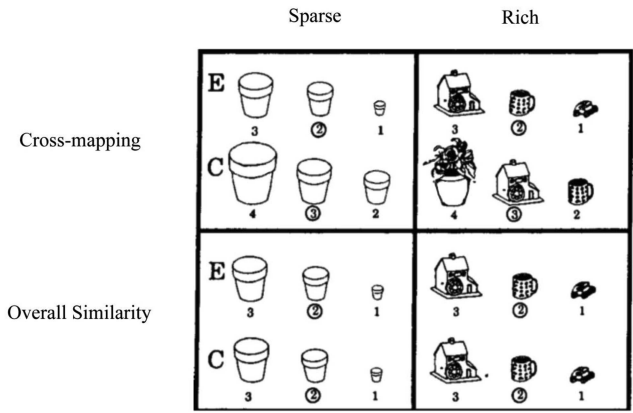 Sparse Rich
Cross-mapping
E 3 ② 1 3 ② 1
C 4 ③ 2 4 ③ 2
Overall Similarity
E 3 ② 1 3 ② 1
C 3 ② 1 3 ② 1